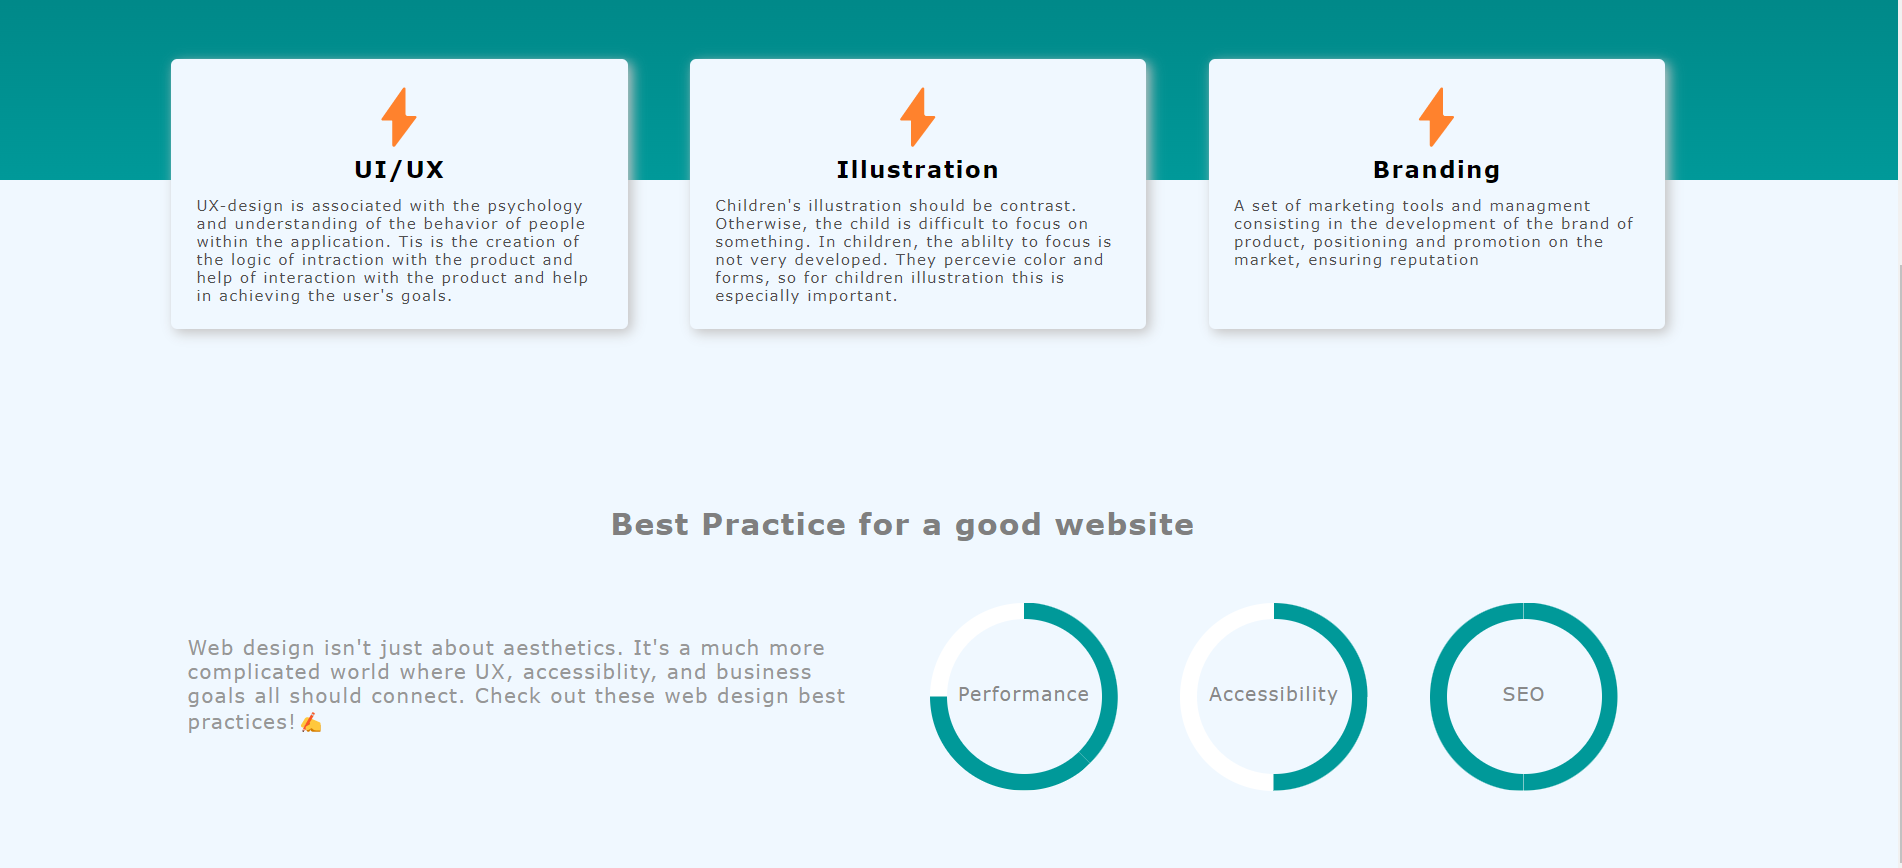 UI/UX
UX-design is associated with the psychology
and understanding of the behavior of people
within the application. Tis is the creation of
the logic of intraction with the product and
help of interaction with the product and help
in achieving the user's goals.
Illustration
Children's illustration should be contrast.
Otherwise, the child is difficult to focus on
something. In children, the ablilty to focus is
not very developed. They percevie color and
forms, so for children illustration this is
especially important.
Branding
A set of marketing tools and managment
consisting in the development of the brand of
product, positioning and promotion on the
market, ensuring reputation
Best Practice for a good website
Web design isn't just about aesthetics. It's a much more
complicated world where UX, accessiblity, and business
goals all should connect. Check out these web design best
practices!✍️
Performance
Accessibility
SEO